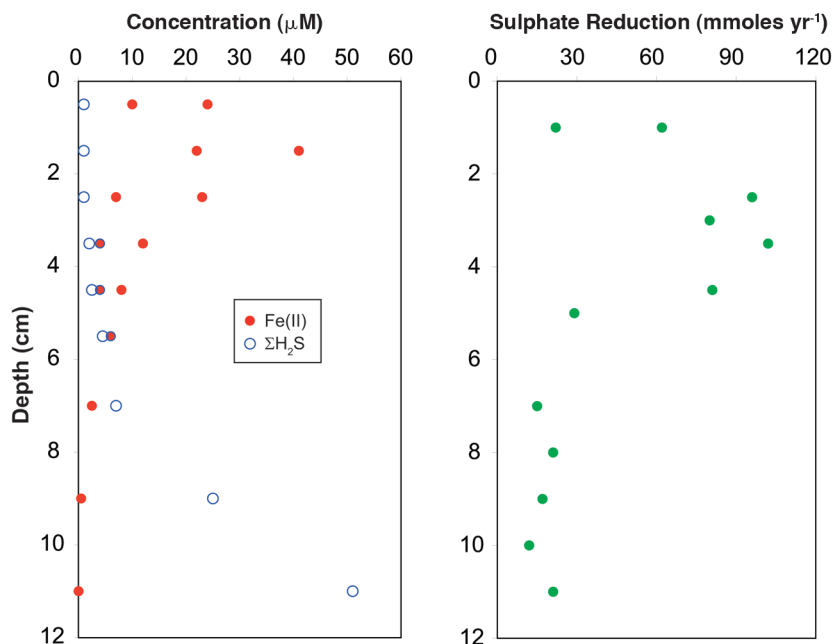 Concentration (μM)
0 10 20 30 40 50 60
0
2
4
6
8
10
12
Depth (cm)
Fe(II)
ΣH₂S
Sulphate Reduction (mmoles yr⁻¹)
0 30 60 90 120
0
2
4
6
8
10
12